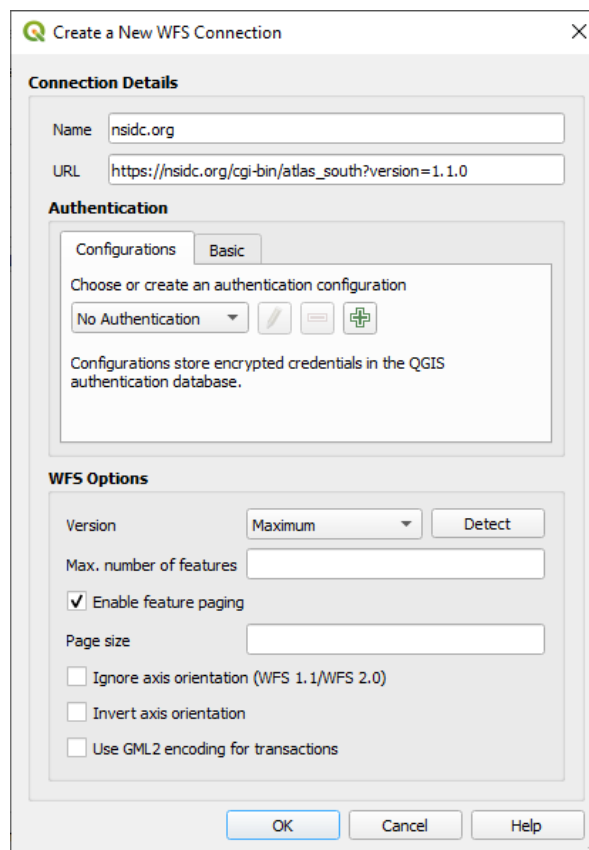 Create a New WFS Connection
Connection Details
Name nsidc.org
URL https://nsidc.org/cgi-bin/atlas_south?version=1.1.0
Authentication
Configurations Basic
Choose or create an authentication configuration
No Authentication
Configurations store encrypted credentials in the QGIS
authentication database.
WFS Options
Version Maximum Detect
Max. number of features
Enable feature paging
Page size
Ignore axis orientation (WFS 1.1/WFS 2.0)
Invert axis orientation
Use GML2 encoding for transactions
OK Cancel Help